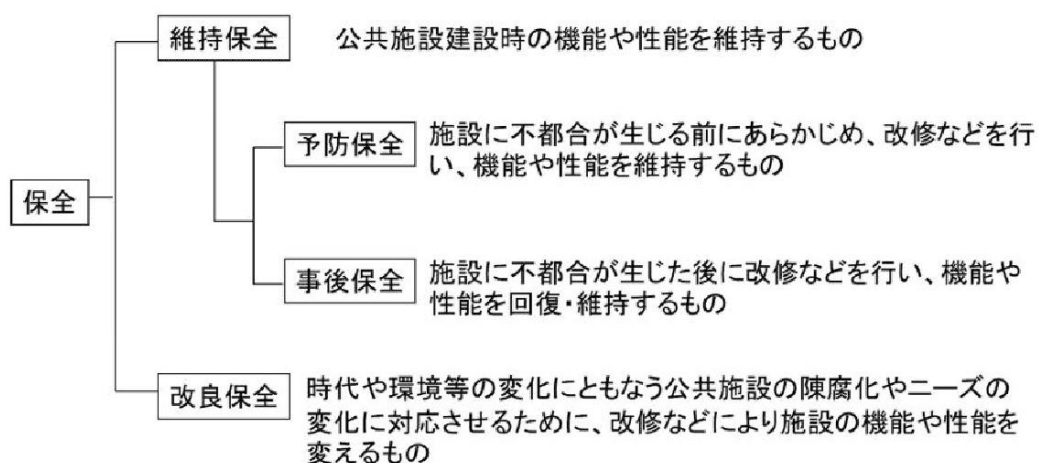 維持保全
公共施設建設時の機能や性能を維持するもの
予防保全
施設に不都合が生じる前にあらかじめ、改修などを行
い、機能や性能を維持するもの
保全
事後保全
施設に不都合が生じた後に改修などを行い、機能や
性能を回復・維持するもの
改良保全
時代や環境等の変化にともなう公共施設の陳腐化やニーズの
変化に対応させるために、改修などにより施設の機能や性能を
変えるもの